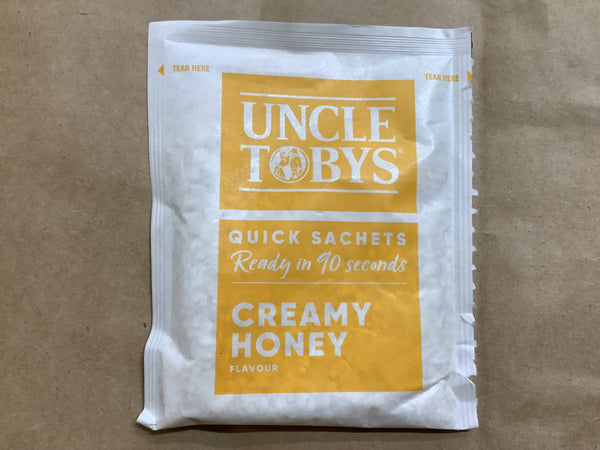 TEAR HERE
TEAR HERE
UNCLE
TOBYS®
QUICK SACHETS
Ready in 90 seconds
CREAMY
HONEY
FLAVOUR